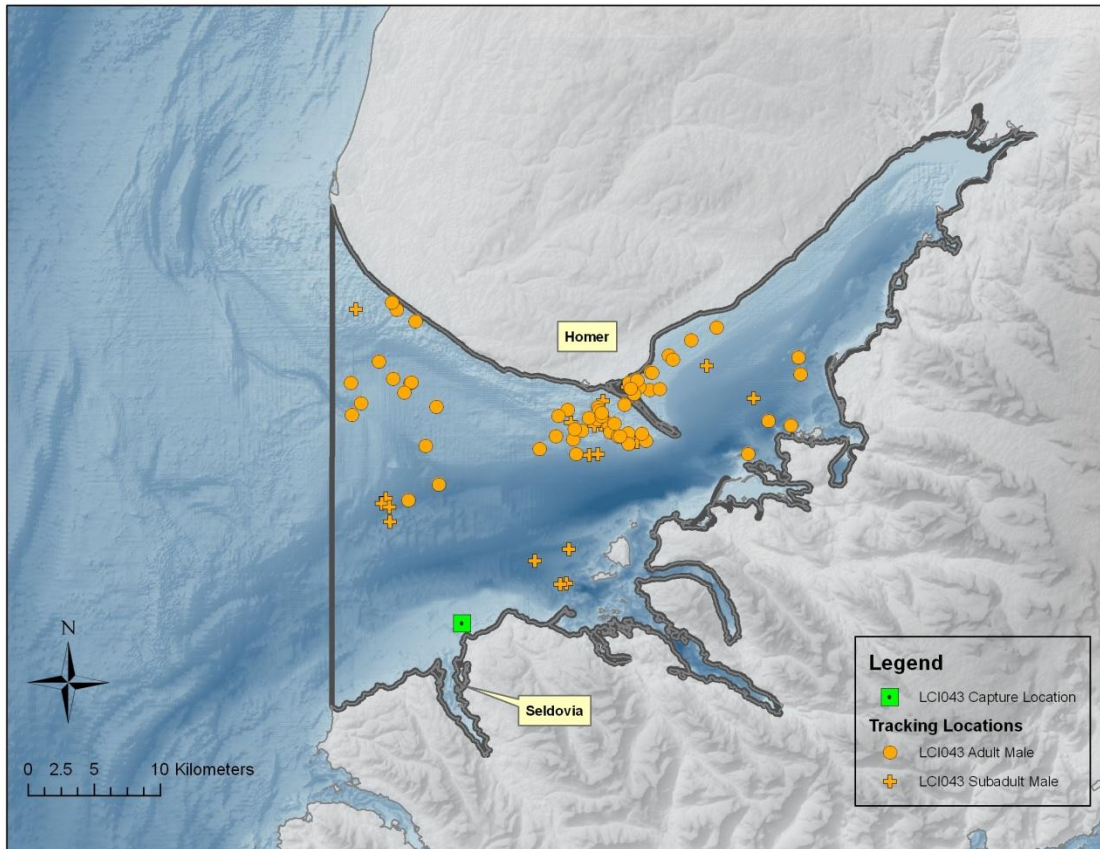 Homer
N
Seldovia
0 2.5 5 10 Kilometers
Legend
LCI043 Capture Location
Tracking Locations
LCI043 Adult Male
LCI043 Subadult Male